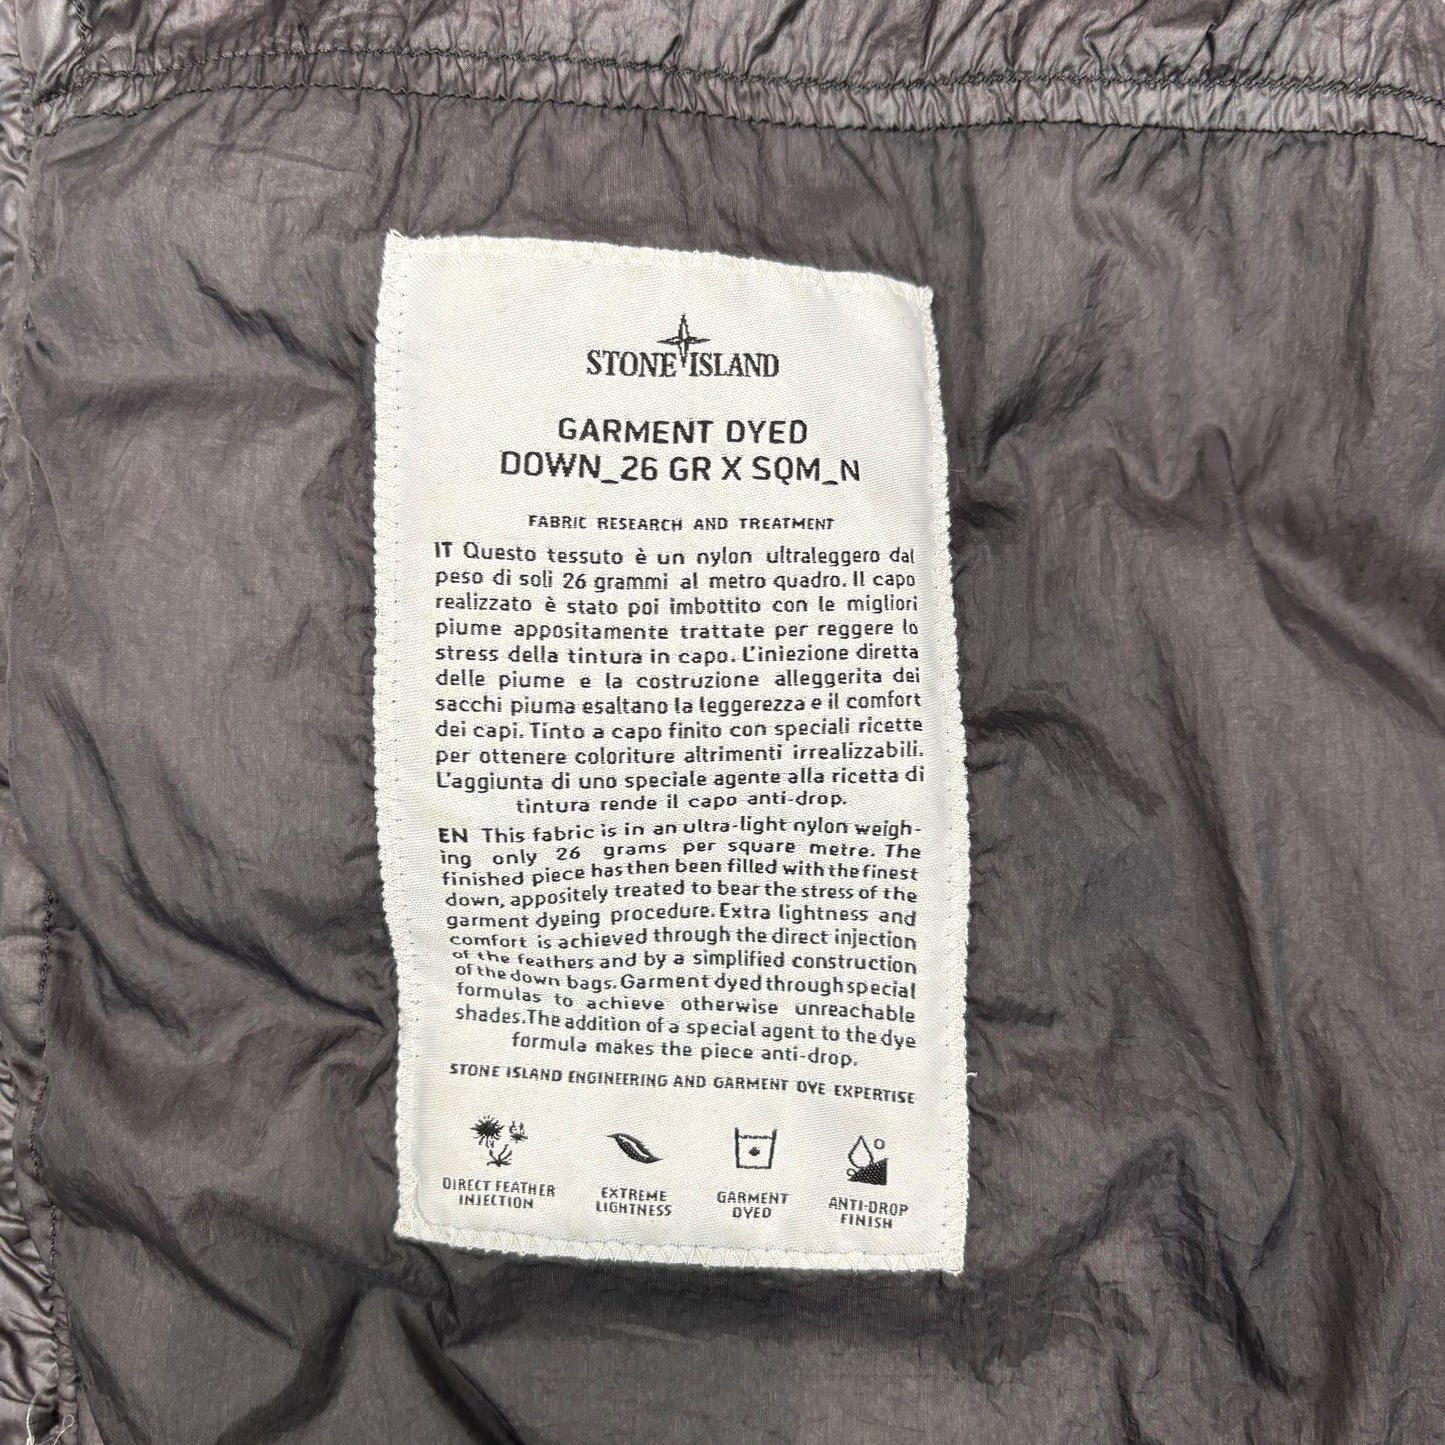 STONE ISLAND
GARMENT DYED
DOWN_26 GR X SQM_N
FABRIC RESEARCH AND TREATMENT
IT Questo tessuto è un nylon ultraleggero dal
peso di soli 26 grammi al metro quadro. Il capo
realizzato è stato poi imbottito con le migliori
piume appositamente trattate per reggere lo
stress della tintura in capo. L'iniezione diretta
delle piume e la costruzione alleggerita dei
sacchi piuma esaltano la leggerezza e il comfort
dei capi. Tinto a capo finito con speciali ricette
per ottenere coloriture altrimenti irrealizzabili.
L'aggiunta di uno speciale agente alla ricetta di
tintura rende il capo anti-drop.
EN This fabric is in an ultra-light nylon weigh-
ing only 26 grams per square metre. The
finished piece has then been filled with the finest
down, appositely treated to bear the stress of the
garment dyeing procedure. Extra lightness and
comfort is achieved through the direct injection
of the feathers and by a simplified construction
of the down bags. Garment dyed through special
formulas to achieve otherwise unreachable
shades. The addition of a special agent to the dye
formula makes the piece anti-drop.
STONE ISLAND ENGINEERING AND GARMENT DYE EXPERTISE
DIRECT FEATHER
INJECTION
EXTREME
LIGHTNESS
GARMENT
DYED
ANTI-DROP
FINISH